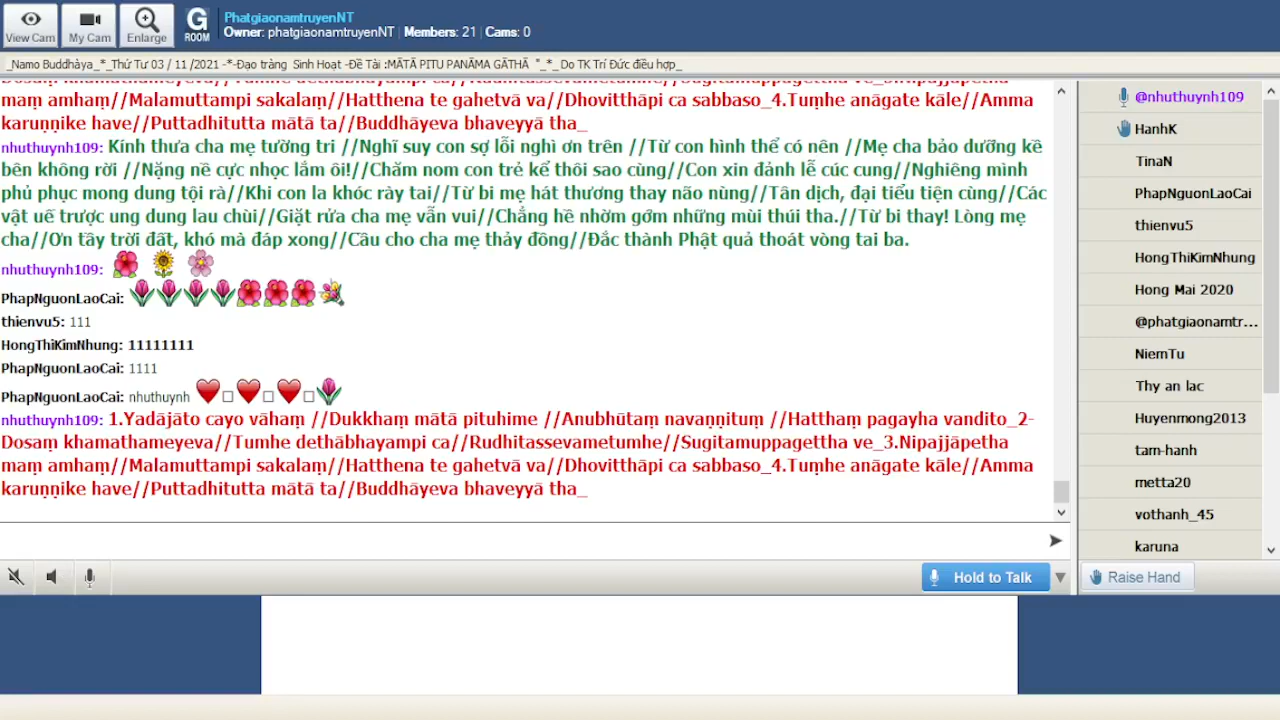 PhatgiaonamtruyenNT
Owner: phatgiaonamtruyenNT | Members: 21 | Cams: 0
View Cam
My Cam
Enlarge
G
ROOM
_Namo Buddhàya_*_Thứ Tư 03 / 11 /2021 -*-Đạo tràng Sinh Hoạt -Đề Tài :MĀTĀ PITU PANĀMA GĀTHĀ "_*_ Do TK Trí Đức điều hợp_
maṃ amhaṃ//Malamuttampi sakalaṃ//Hatthena te gahetvā va//Dhovitthāpi ca sabbaso_4.Tuṃhe anāgate kāle//Amma
karuṇṇike have//Puttadhitutta mātā ta//Buddhāyeva bhaveyyā tha_
nhuthuynh109: Kính thưa cha mẹ tường tri //Nghĩ suy con sợ lỗi nghì ơn trên //Từ con hình thể có nên //Mẹ cha bảo dưỡng kề
bên không rời //Nặng nề cực nhọc lắm ôi!//Chăm nom con trẻ kể thôi sao cùng//Con xin đảnh lễ cúc cung//Nghiêng mình
phủ phục mong dung tội rà//Khi con la khóc rày tai//Từ bi mẹ hát thương thay não nùng//Tân dịch, đại tiểu tiện cùng//Các
vật uế trược ung dung lau chùi//Giặt rửa cha mẹ vẫn vui//Chẳng hề nhờm gớm những mùi thúi tha.//Từ bi thay! Lòng mẹ
cha//Ơn tầy trời đất, khó mà đáp xong//Cầu cho cha mẹ thảy đồng//Đắc thành Phật quả thoát vòng tai ba.
nhuthuynh109:
PhapNguonLaoCai:
thienvu5: 111
HongThiKimNhung: 11111111
PhapNguonLaoCai: 1111
PhapNguonLaoCai: nhuthuynh
nhuthuynh109: 1.Yadājāto cayo vāhaṃ //Dukkhaṃ mātā pituhime //Anubhūtaṃ navaṇṇituṃ //Hatthaṃ pagayha vandito_2-
Dosaṃ khamathameyeva//Tumhe dethābhayampi ca//Rudhitassevametumhe//Sugitamuppagettha ve_3.Nipajjāpetha
maṃ amhaṃ//Malamuttampi sakalaṃ//Hatthena te gahetvā va//Dhovitthāpi ca sabbaso_4.Tuṃhe anāgate kāle//Amma
karuṇṇike have//Puttadhitutta mātā ta//Buddhāyeva bhaveyyā tha_
@nhuthuynh109
HanhK
TinaN
PhapNguonLaoCai
thienvu5
HongThiKimNhung
Hong Mai 2020
@phatgiaonamtr...
NiemTu
Thy an lac
Huyenmong2013
tam-hanh
metta20
vothanh_45
karuna
Hold to Talk
Raise Hand